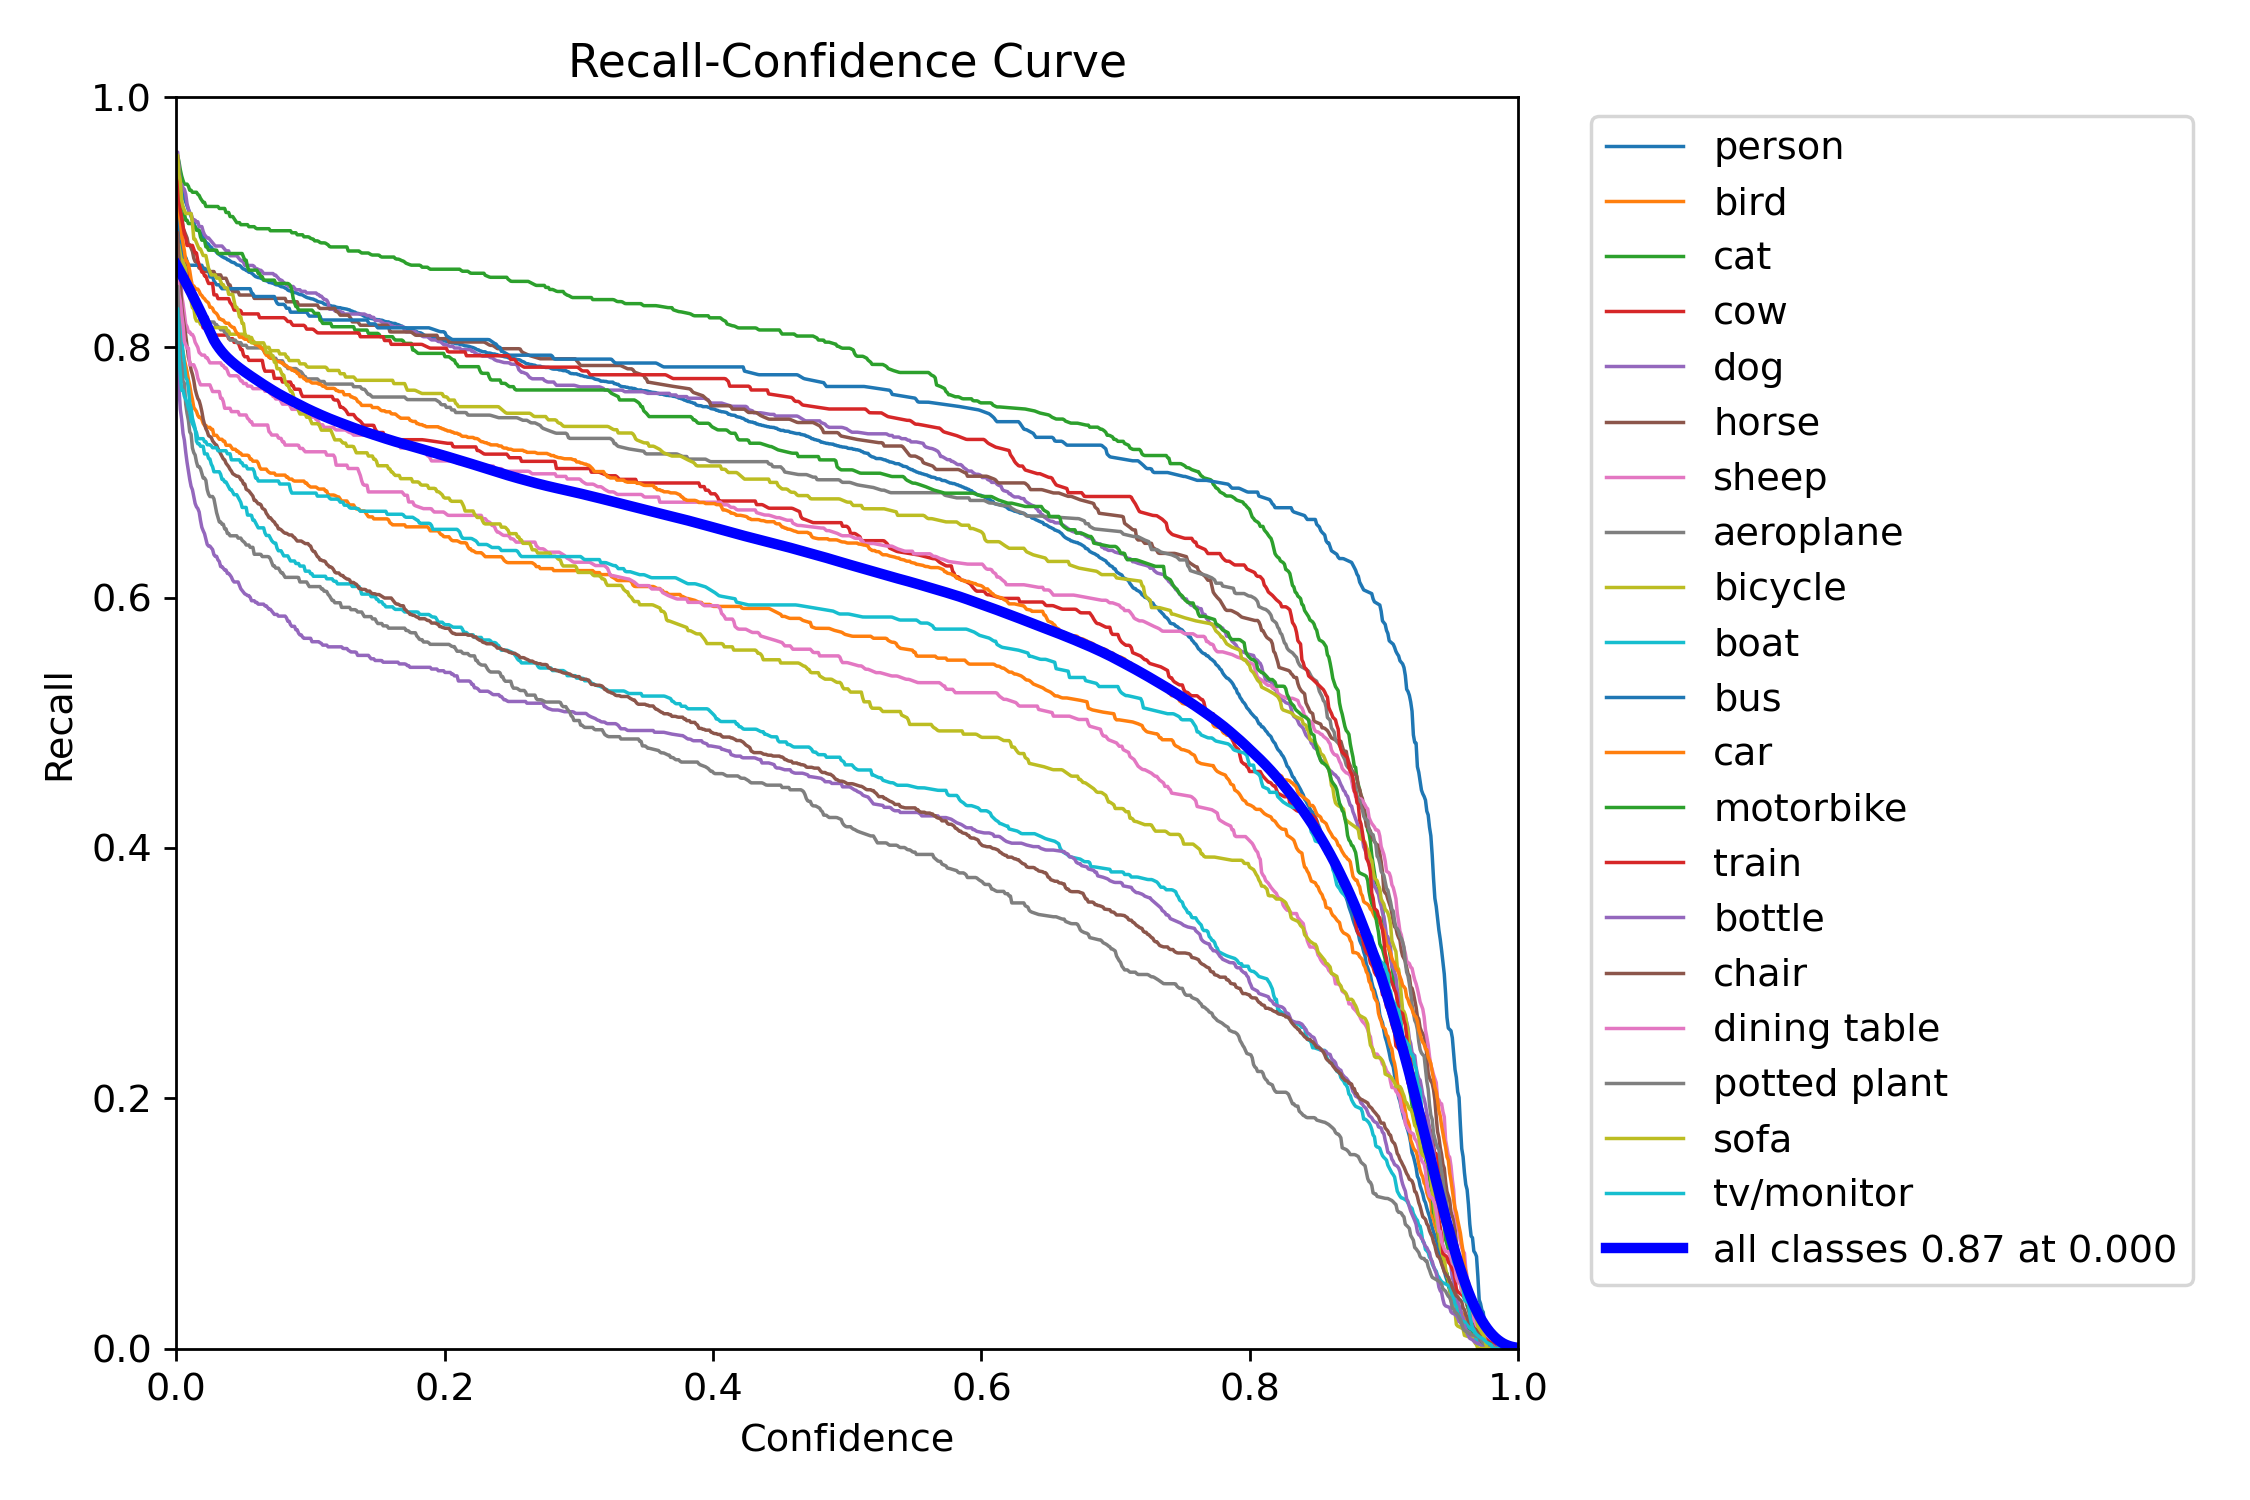 Recall-Confidence Curve
1.0
0.8
0.6
0.4
0.2
0.0
Recall
0.0 0.2 0.4 0.6 0.8 1.0
Confidence
person
bird
cat
cow
dog
horse
sheep
aeroplane
bicycle
boat
bus
car
motorbike
train
bottle
chair
dining table
potted plant
sofa
tv/monitor
all classes 0.87 at 0.000